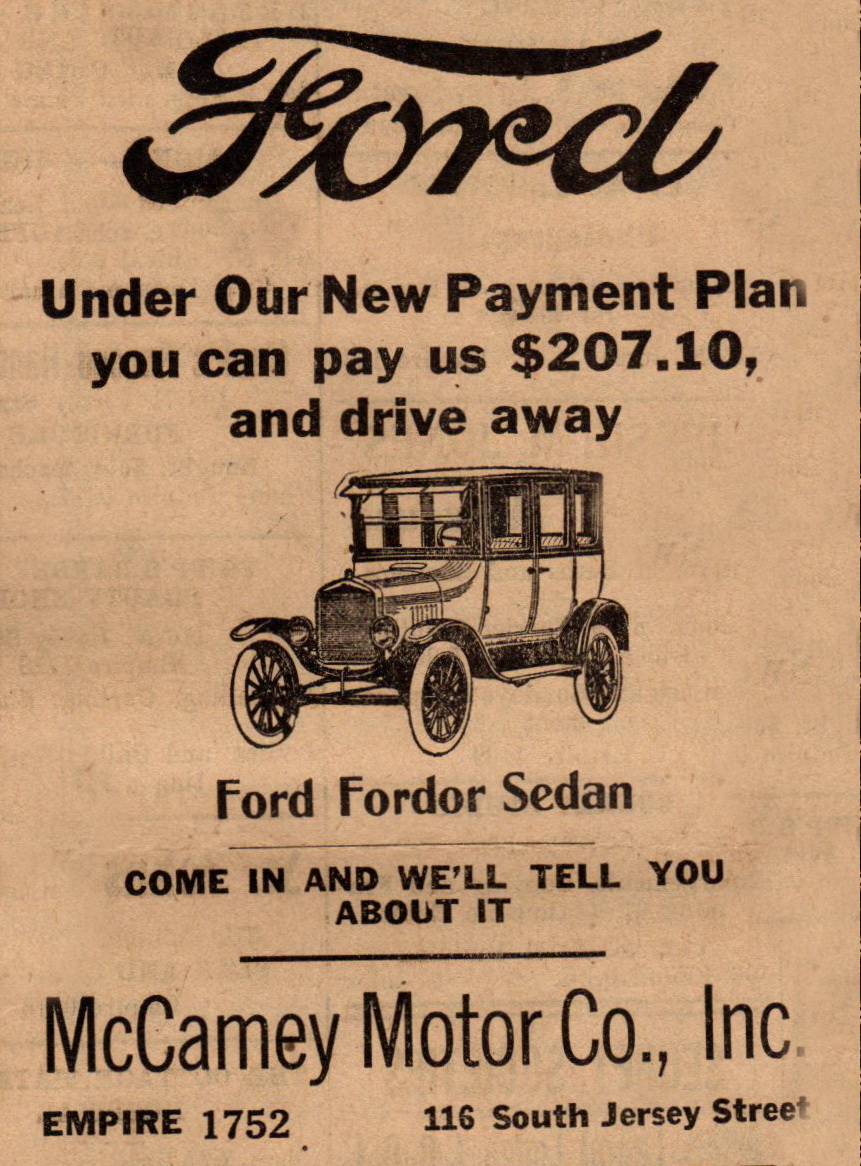 Ford
Under Our New Payment Plan
you can pay us $207.10,
and drive away
Ford Fordor Sedan
COME IN AND WE'LL TELL YOU
ABOUT IT
McCamey Motor Co., Inc.
EMPIRE 1752 116 South Jersey Street